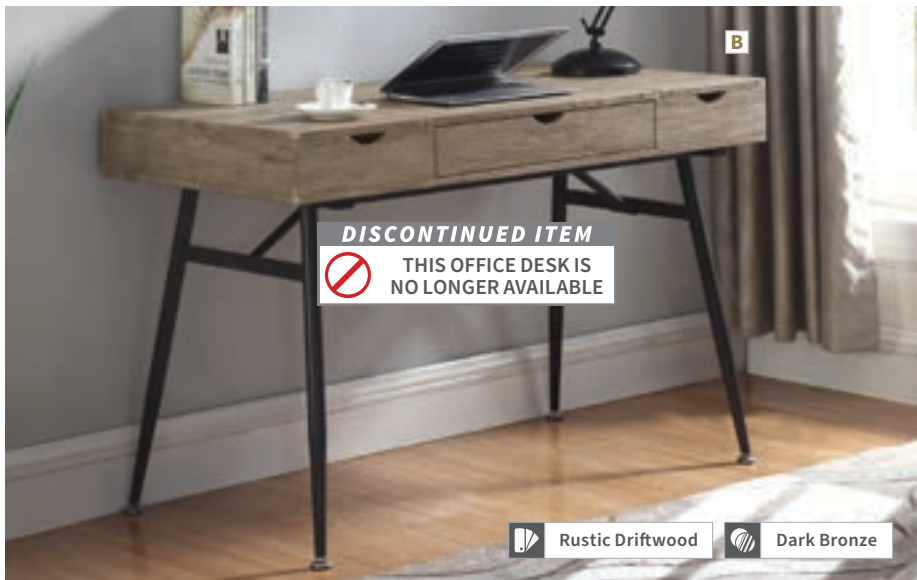 B
DISCONTINUED ITEM
THIS OFFICE DESK IS
NO LONGER AVAILABLE
Rustic Driftwood
Dark Bronze